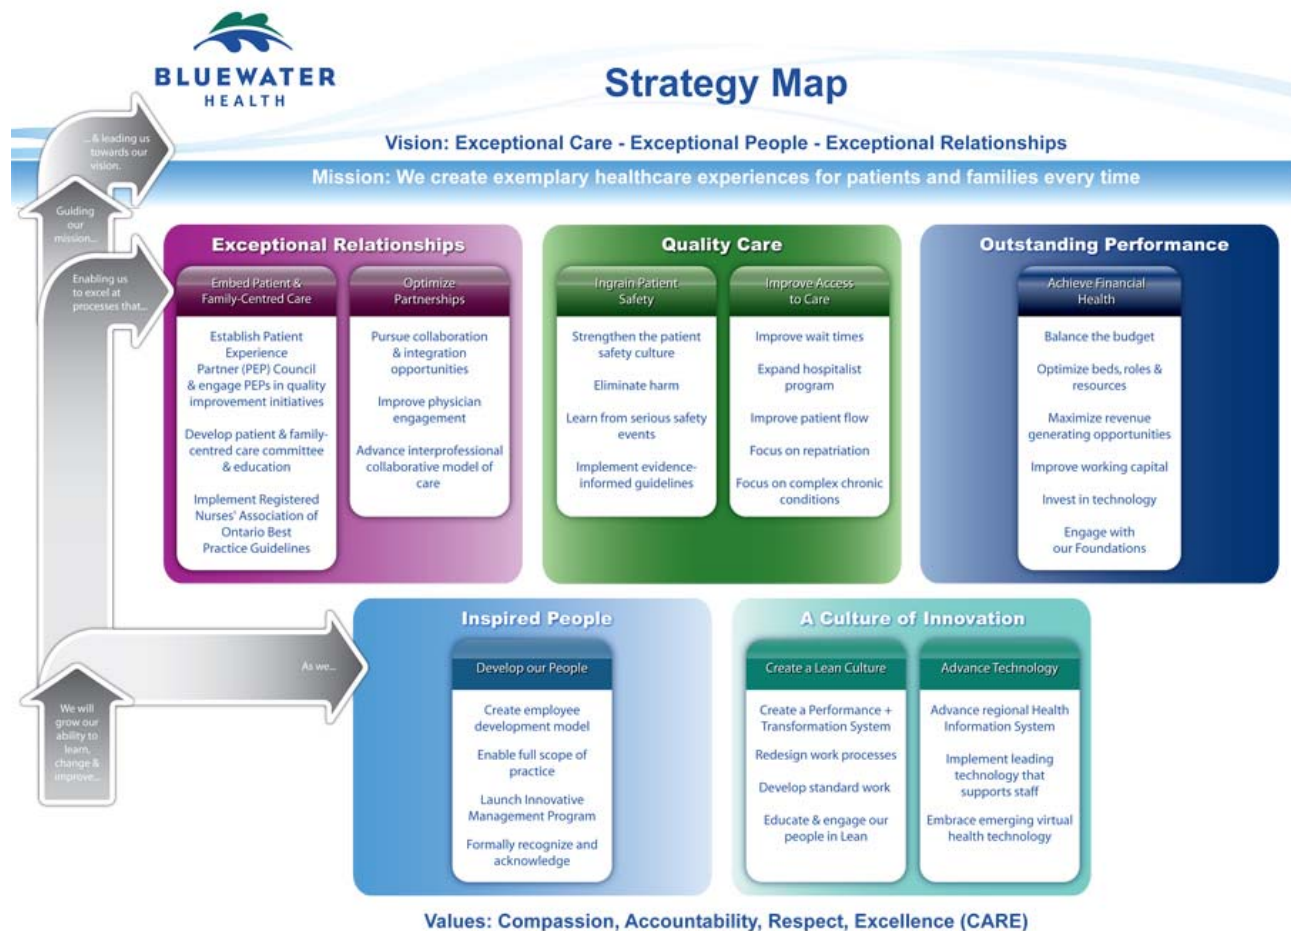 BLUEWATER
HEALTH
Strategy Map
Vision: Exceptional Care - Exceptional People - Exceptional Relationships
Mission: We create exemplary healthcare experiences for patients and families every time
... & leading us
towards our
vision.
Guiding
our
mission...
Enabling us
to excel at
processes that...
As we...
We will
grow our
ability to
learn,
change &
improve...
Exceptional Relationships
Embed Patient &
Family-Centred Care
Establish Patient
Experience
Partner (PEP) Council
& engage PEPs in quality
improvement initiatives
Develop patient & family-
centred care committee
& education
Implement Registered
Nurses' Association of
Ontario Best
Practice Guidelines
Optimize
Partnerships
Pursue collaboration
& integration
opportunities
Improve physician
engagement
Advance interprofessional
collaborative model of
care
Quality Care
Ingrain Patient
Safety
Strengthen the patient
safety culture
Eliminate harm
Learn from serious safety
events
Implement evidence-
informed guidelines
Improve Access
to Care
Improve wait times
Expand hospitalist
program
Improve patient flow
Focus on repatriation
Focus on complex chronic
conditions
Outstanding Performance
Achieve Financial
Health
Balance the budget
Optimize beds, roles &
resources
Maximize revenue
generating opportunities
Improve working capital
Invest in technology
Engage with
our Foundations
Inspired People
Develop our People
Create employee
development model
Enable full scope of
practice
Launch Innovative
Management Program
Formally recognize and
acknowledge
A Culture of Innovation
Create a Lean Culture
Create a Performance +
Transformation System
Redesign work processes
Develop standard work
Educate & engage our
people in Lean
Advance Technology
Advance regional Health
Information System
Implement leading
technology that
supports staff
Embrace emerging virtual
health technology
Values: Compassion, Accountability, Respect, Excellence (CARE)